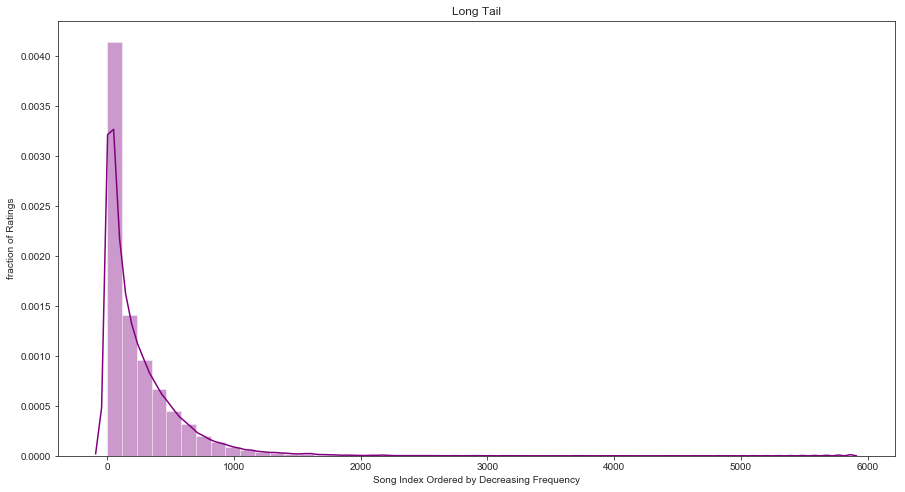 Long Tail
fraction of Ratings
0.0040
0.0035
0.0030
0.0025
0.0020
0.0015
0.0010
0.0005
0.0000
0 1000 2000 3000 4000 5000 6000
Song Index Ordered by Decreasing Frequency